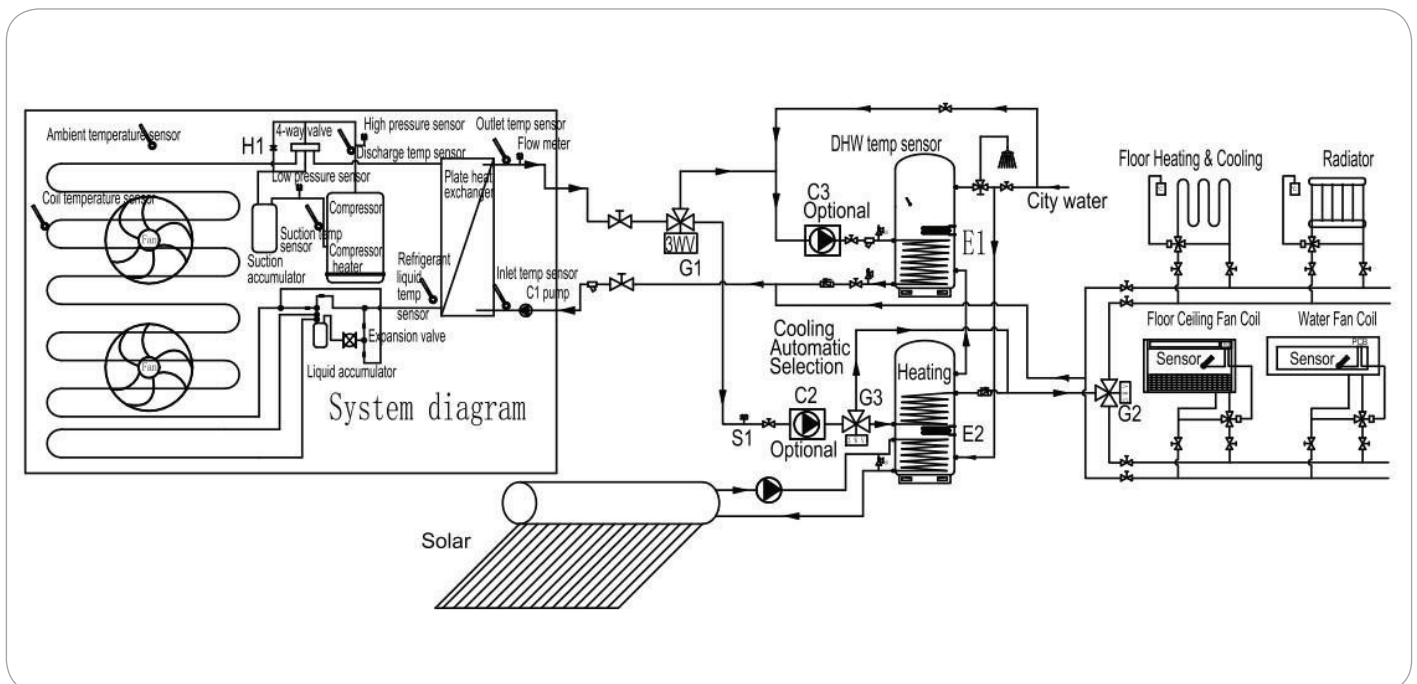 Ambient temperature sensor
H1
4-way valve
High pressure sensor
Discharge temp sensor
Low pressure sensor
Coil temperature sensor
Fan
Suction temp
sensor
Suction
accumulator
Compressor
Compressor
heater
Plate heat
exchanger
Outlet temp sensor
Flow meter
Refrigerant
liquid
temp
sensor
Inlet temp sensor
C1 pump
Fan
Expansion valve
Liquid accumulator
System diagram
3WV
G1
DHW temp sensor
C3
Optional
E1
City water
Cooling
Automatic
Selection
C2
Optional
S1
G3
Heating
E2
Solar
Floor Heating & Cooling
Radiator
Floor Ceiling Fan Coil
Sensor
Water Fan Coil
PCB
Sensor
G2